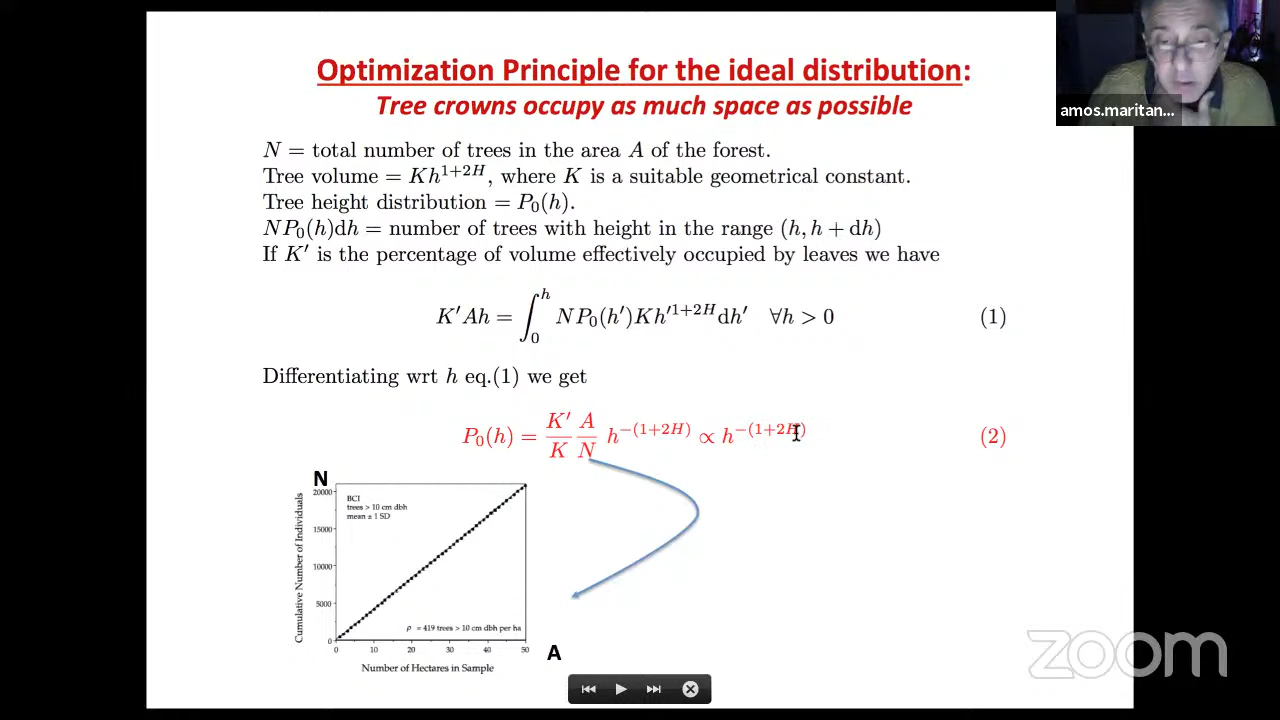 Optimization Principle for the ideal distribution:
Tree crowns occupy as much space as possible
amos.maritan...
N = total number of trees in the area A of the forest.
Tree volume = Kh^{1+2H}, where K is a suitable geometrical constant.
Tree height distribution = P_0(h).
NP_0(h)dh = number of trees with height in the range (h, h + dh)
If K′ is the percentage of volume effectively occupied by leaves we have
K′Ah = ∫_0^h NP_0(h′)Kh′^{1+2H}dh′ ∀h > 0 (1)
Differentiating wrt h eq.(1) we get
P_0(h) = \frac{K′}{K} \frac{A}{N} h^{-(1+2H)} ∝ h^{-(1+2H)} (2)
N
20000
15000
10000
5000
0
Cumulative Number of Individuals
BCI
trees > 10 cm dbh
mean ± 1 SD
ρ = 419 trees > 10 cm dbh per ha
0 10 20 30 40 50
Number of Hectares in Sample
A
zoom